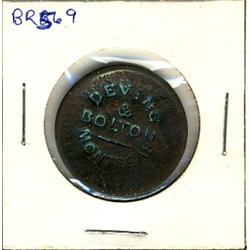 BR569
DEVINS
&
BOLTON
MONTREAL